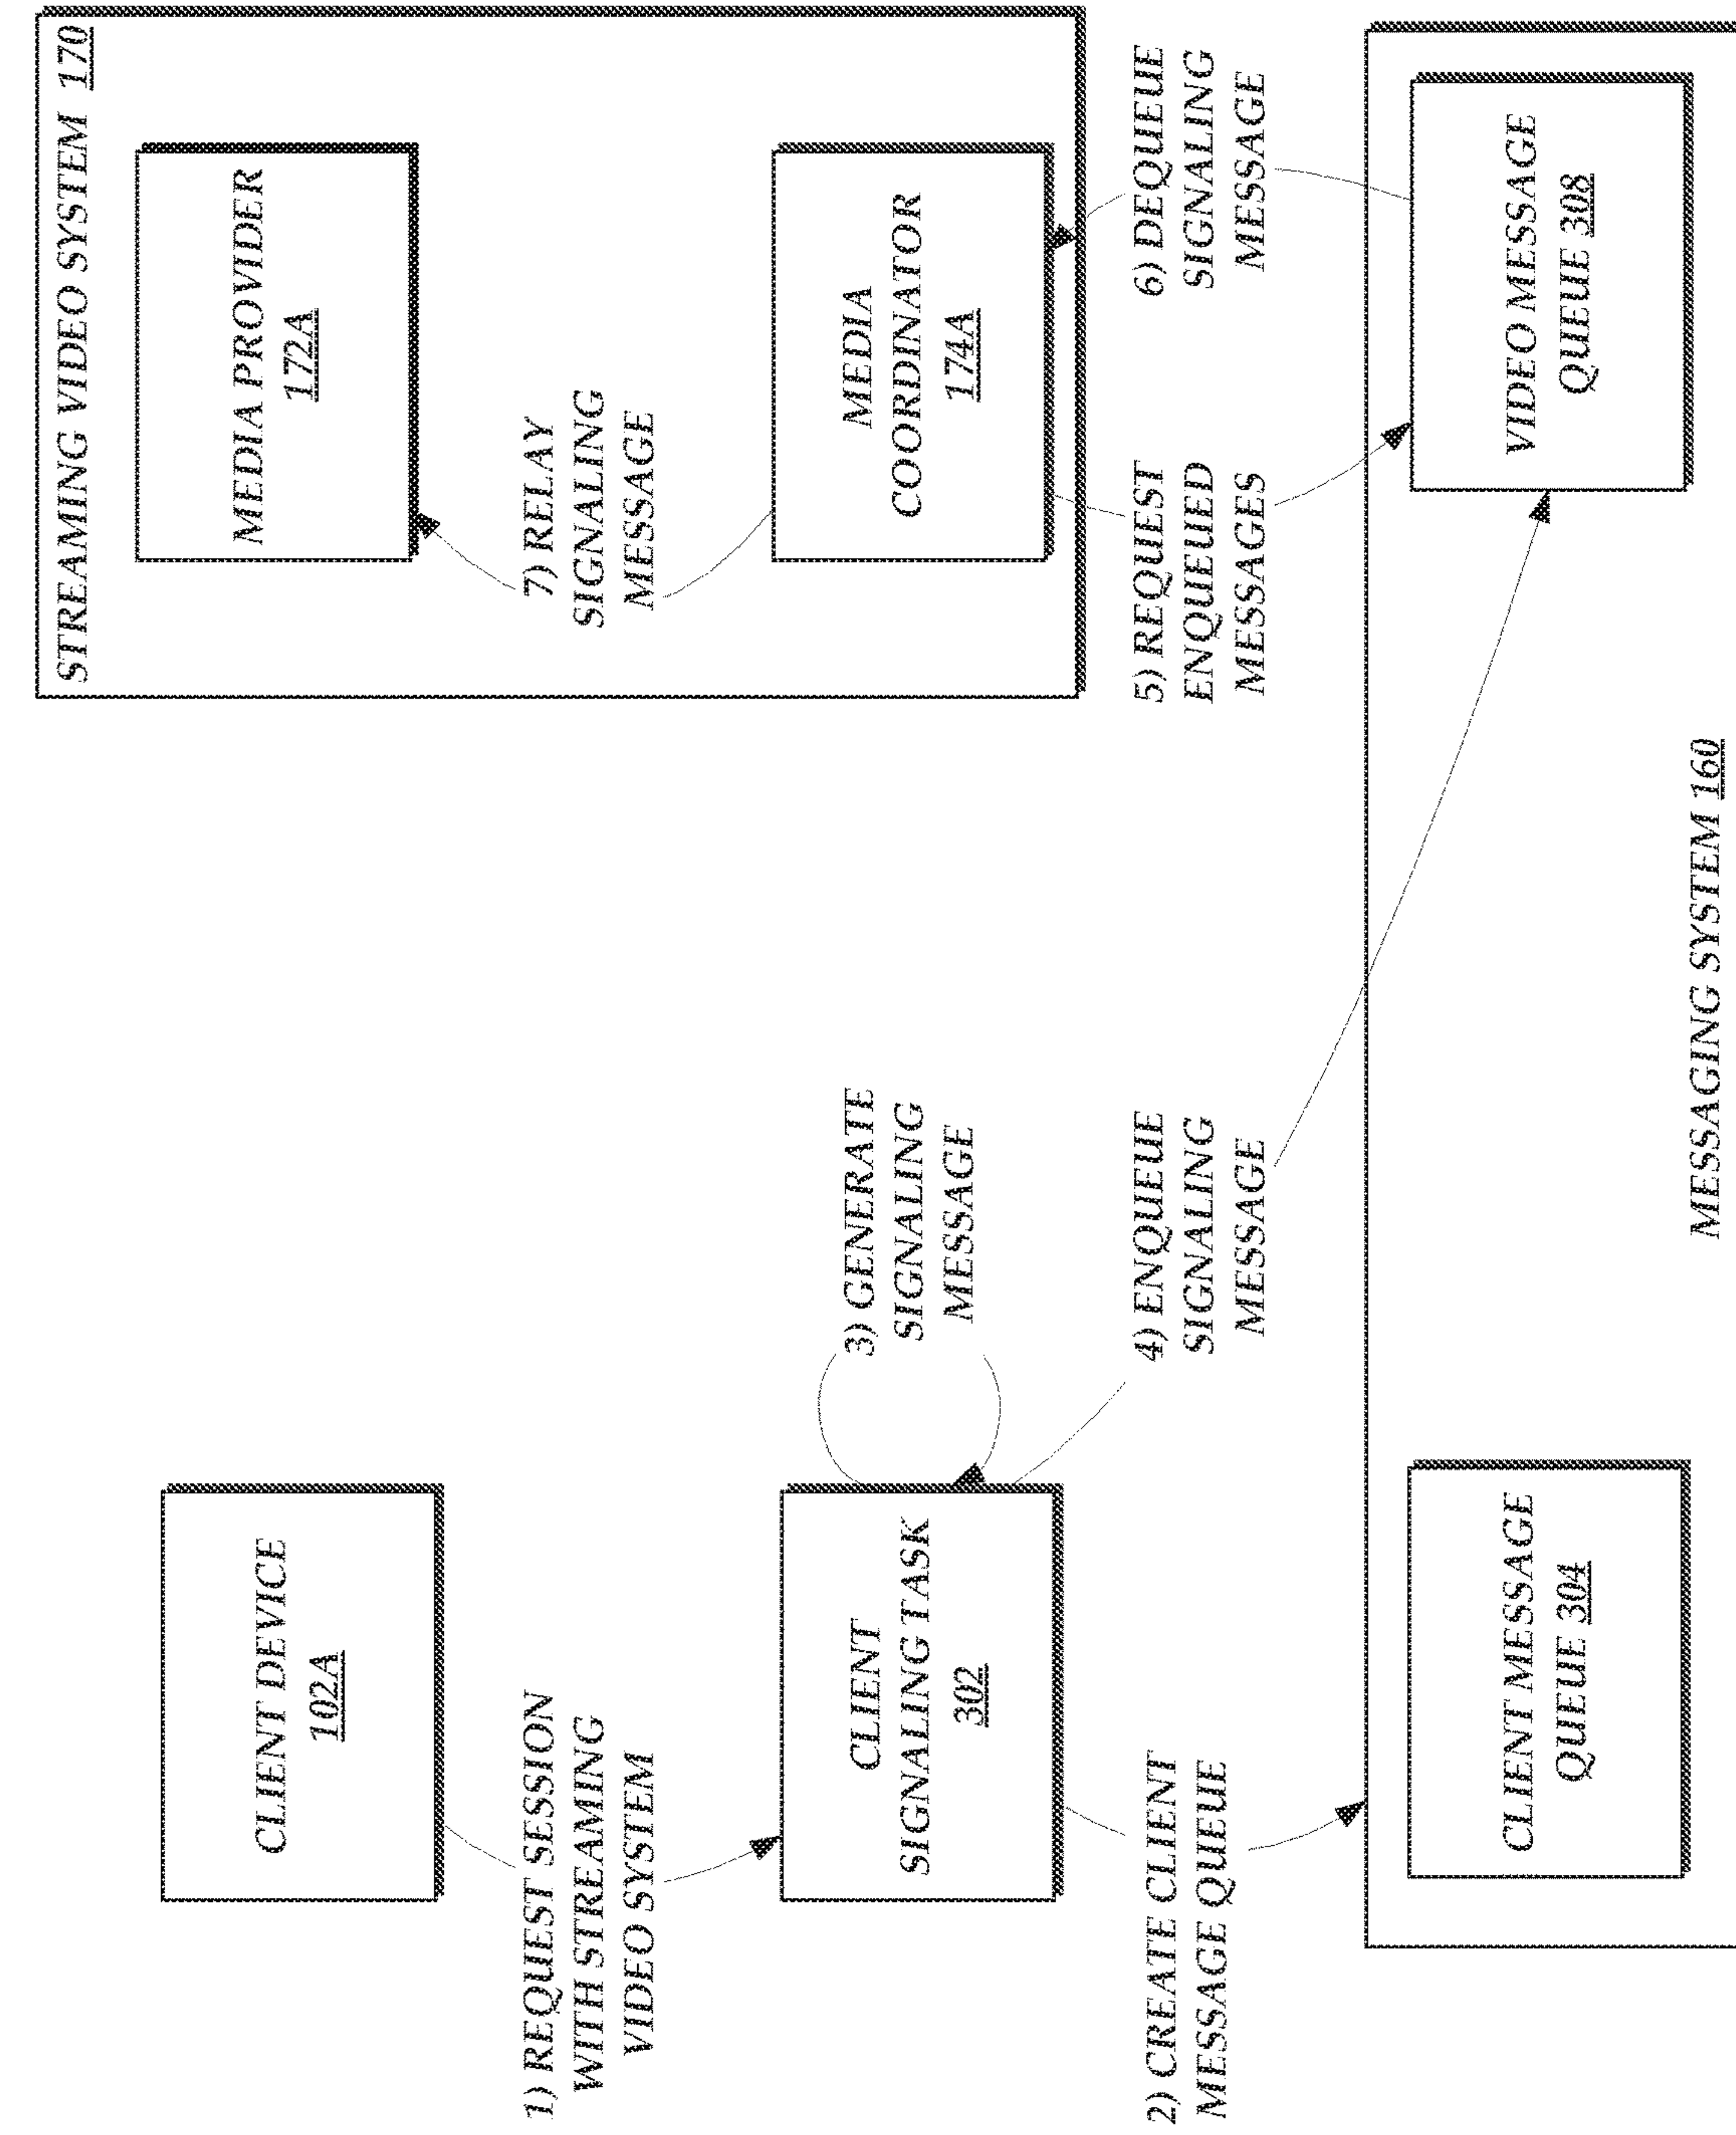 STREAMING VIDEO SYSTEM 170
CLIENT DEVICE
102A
MEDIA PROVIDER
172A
1) REQUEST SESSION
WITH STREAMING
VIDEO SYSTEM
7) RELAY
SIGNALING
MESSAGE
CLIENT
SIGNALING TASK
302
3) GENERATE
SIGNALING
MESSAGE
MEDIA
COORDINATOR
174A
2) CREATE CLIENT
MESSAGE QUEUE
4) ENQUEUE
SIGNALING
MESSAGE
5) REQUEST
ENQUEUED
MESSAGES
6) DEQUEUE
SIGNALING
MESSAGE
CLIENT MESSAGE
QUEUE 304
VIDEO MESSAGE
QUEUE 308
MESSAGING SYSTEM 160